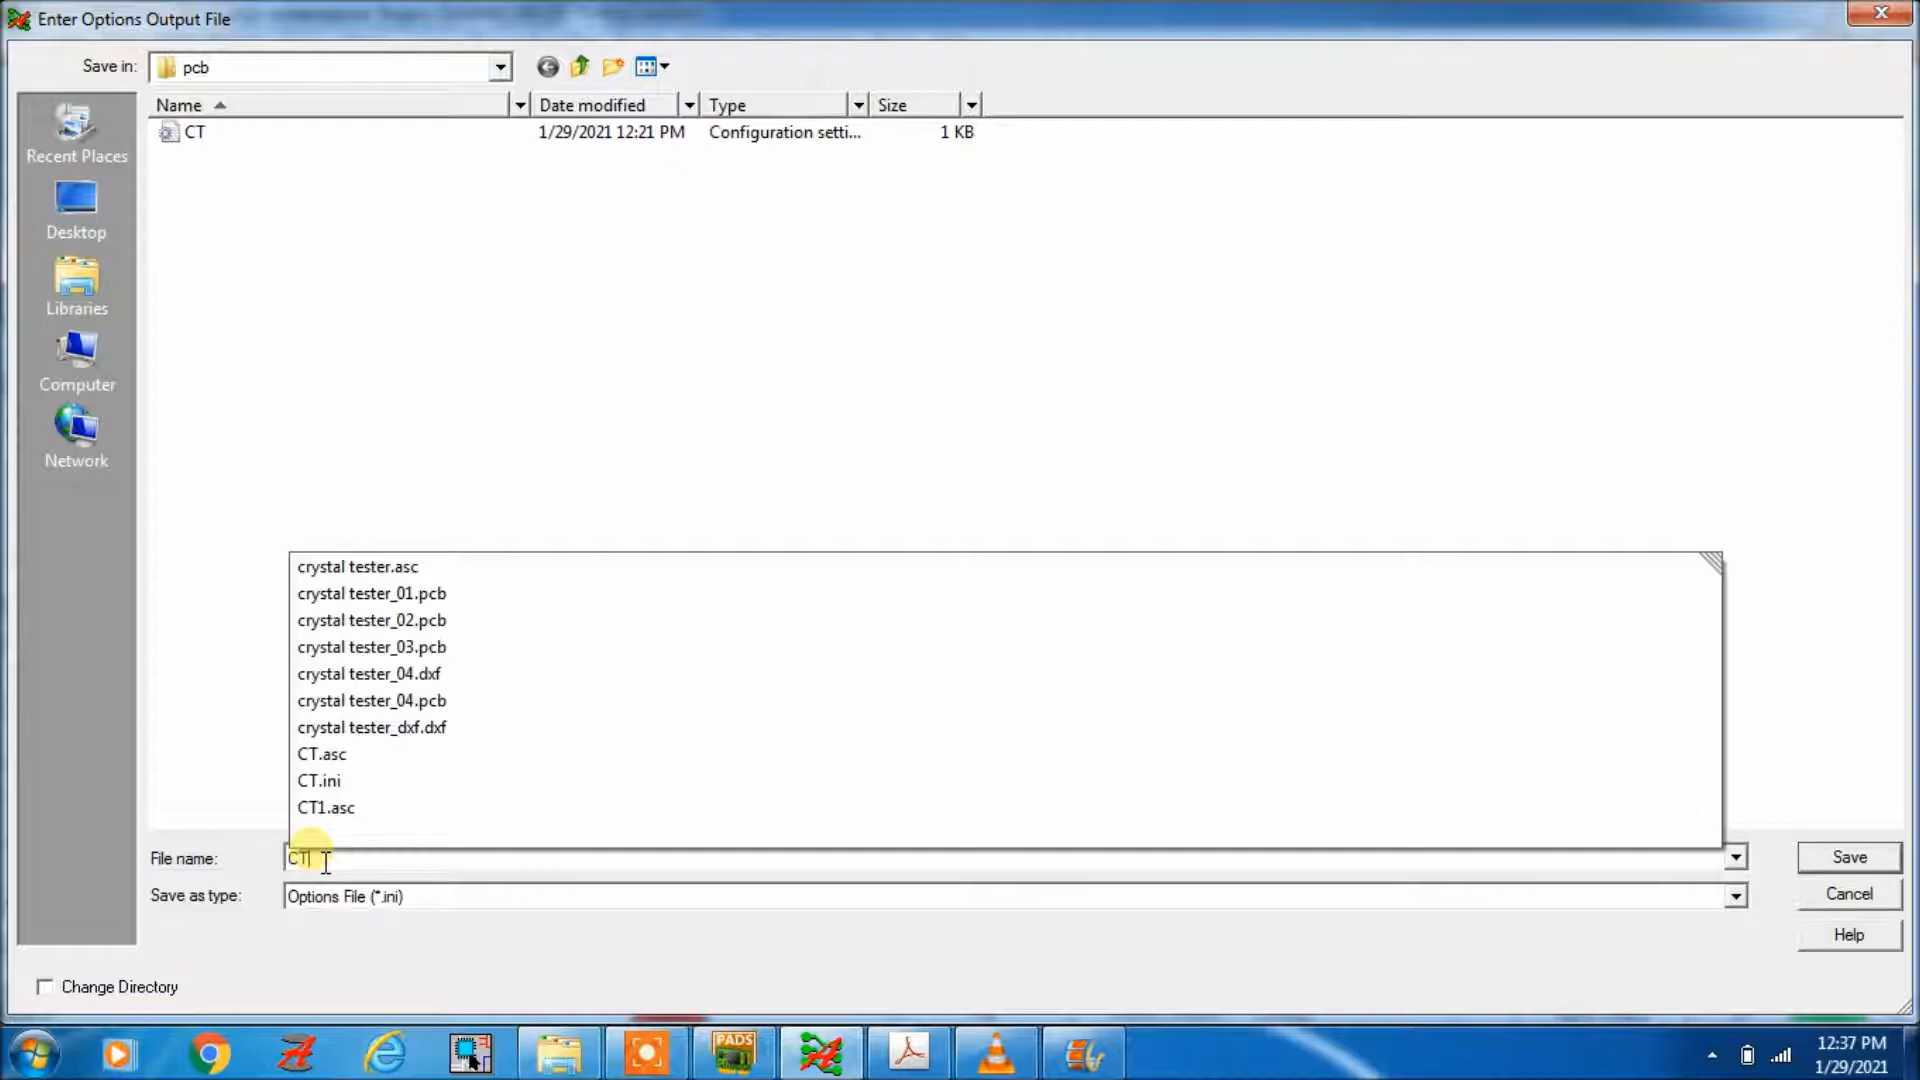 Enter Options Output File
Save in: pcb
Name Date modified Type Size
CT 1/29/2021 12:21 PM Configuration setti... 1 KB
Recent Places
Desktop
Libraries
Computer
Network
crystal tester.asc
crystal tester_01.pcb
crystal tester_02.pcb
crystal tester_03.pcb
crystal tester_04.dxf
crystal tester_04.pcb
crystal tester_dxf.dxf
CT.asc
CT.ini
CT1.asc
File name: CT Save
Save as type: Options File (*.ini) Cancel
Help
Change Directory
PADS
12:37 PM
1/29/2021